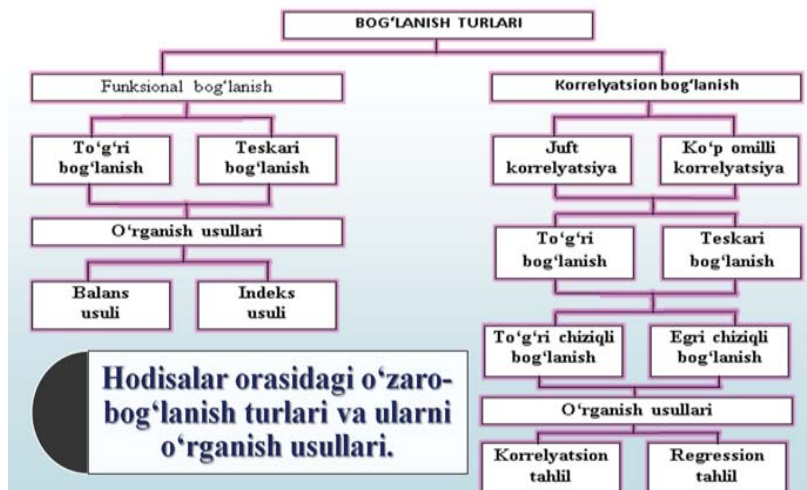 BOG‘LANISH TURLARI
Funksional bog‘lanish
To‘g‘ri
bog‘lanish
Teskari
bog‘lanish
O‘rganish usullari
Balans
usuli
Indeks
usuli
Korrelyatsion bog‘lanish
Juft
korrelyatsiya
Ko‘p omilli
korrelyatsiya
To‘g‘ri
bog‘lanish
Teskari
bog‘lanish
To‘g‘ri chiziqli
bog‘lanish
Egri chiziqli
bog‘lanish
O‘rganish usullari
Korrelyatsion
tahlil
Regression
tahlil
Hodisalar orasidagi o‘zaro-
bog‘lanish turlari va ularni
o‘rganish usullari.